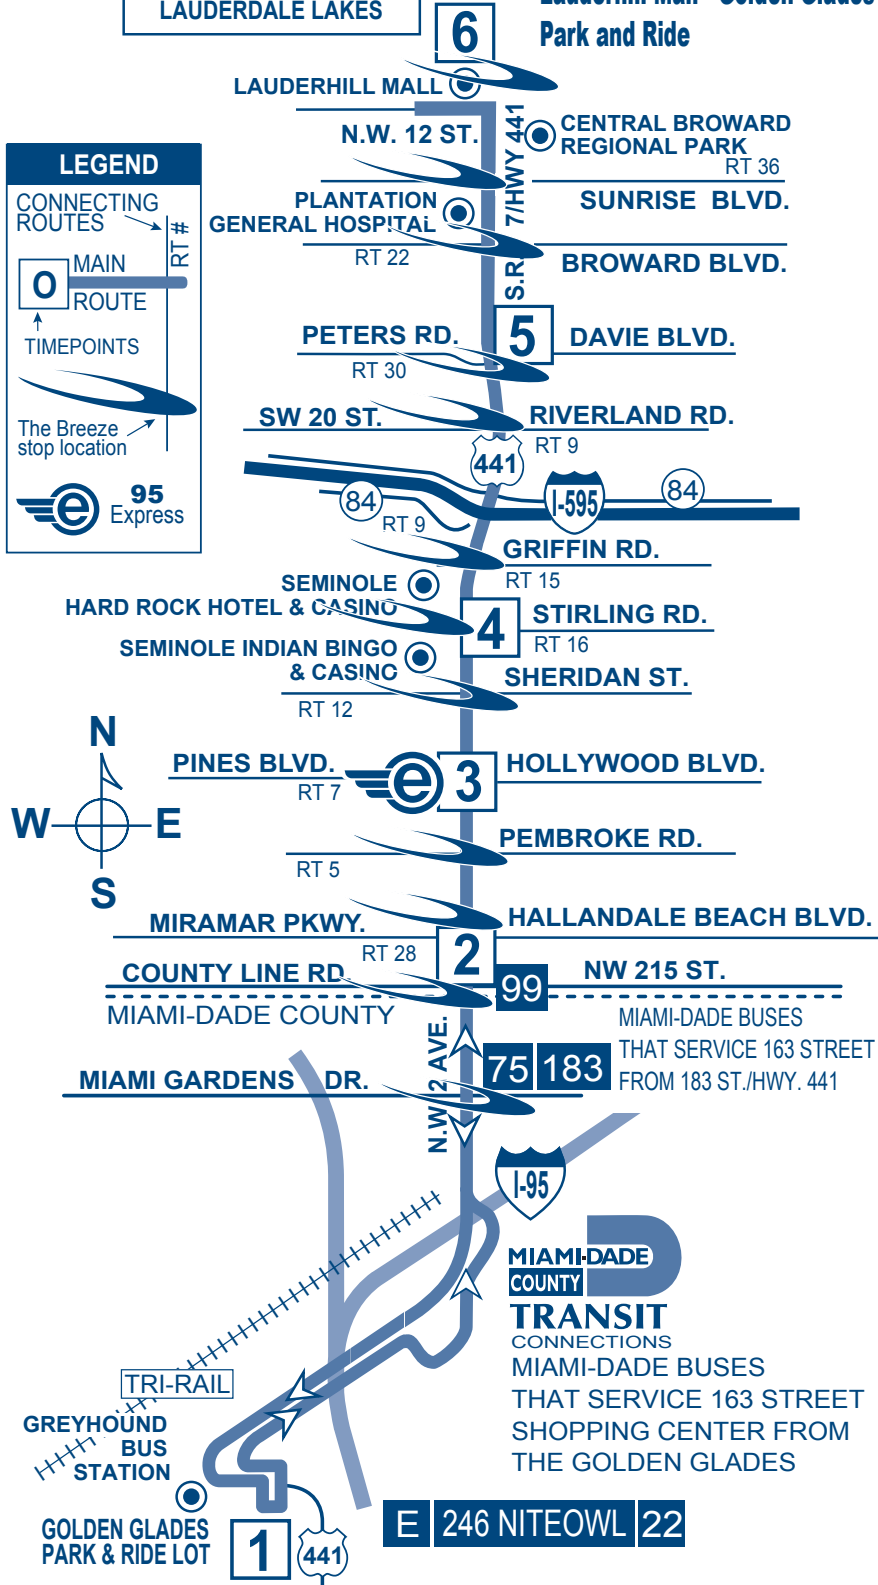 LAUDERDALE LAKES
Park and Ride
6
LAUDERHILL MALL
N.W. 12 ST.
7/HWY 441
S.R.
CENTRAL BROWARD
REGIONAL PARK
RT 36
SUNRISE BLVD.
LEGEND
CONNECTING
ROUTES
RT #
O
MAIN
ROUTE
TIMEPOINTS
The Breeze
stop location
e
95
Express
PLANTATION
GENERAL HOSPITAL
RT 22
BROWARD BLVD.
PETERS RD.
5
DAVIE BLVD.
RT 30
SW 20 ST.
RIVERLAND RD.
RT 9
441
84
I-595
84
RT 9
GRIFFIN RD.
RT 15
SEMINOLE
HARD ROCK HOTEL & CASINO
4
STIRLING RD.
RT 16
SEMINOLE INDIAN BINGO
& CASINO
SHERIDAN ST.
RT 12
N
W E
S
PINES BLVD.
e
3
HOLLYWOOD BLVD.
RT 7
PEMBROKE RD.
RT 5
MIRAMAR PKWY.
HALLANDALE BEACH BLVD.
RT 28
2
COUNTY LINE RD.
99
NW 215 ST.
MIAMI-DADE COUNTY
MIAMI-DADE BUSES
THAT SERVICE 163 STREET
FROM 183 ST./HWY. 441
75 183
N.W. 2 AVE.
MIAMI GARDENS DR.
I-95
MIAMI-DADE
COUNTY
TRANSIT
CONNECTIONS
MIAMI-DADE BUSES
THAT SERVICE 163 STREET
SHOPPING CENTER FROM
THE GOLDEN GLADES
TRI-RAIL
GREYHOUND
BUS
STATION
GOLDEN GLADES
PARK & RIDE LOT
1
441
E 246 NITEOWL 22